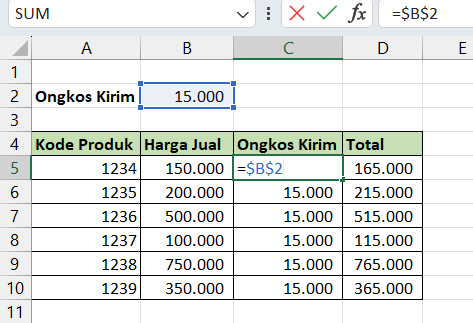 SUM fx =$B$2
A B C D E
1
2 Ongkos Kirim 15.000
3
4 Kode Produk Harga Jual Ongkos Kirim Total
5 1234 150.000 =$B$2 165.000
6 1235 200.000 15.000 215.000
7 1236 500.000 15.000 515.000
8 1237 100.000 15.000 115.000
9 1238 750.000 15.000 765.000
10 1239 350.000 15.000 365.000
11